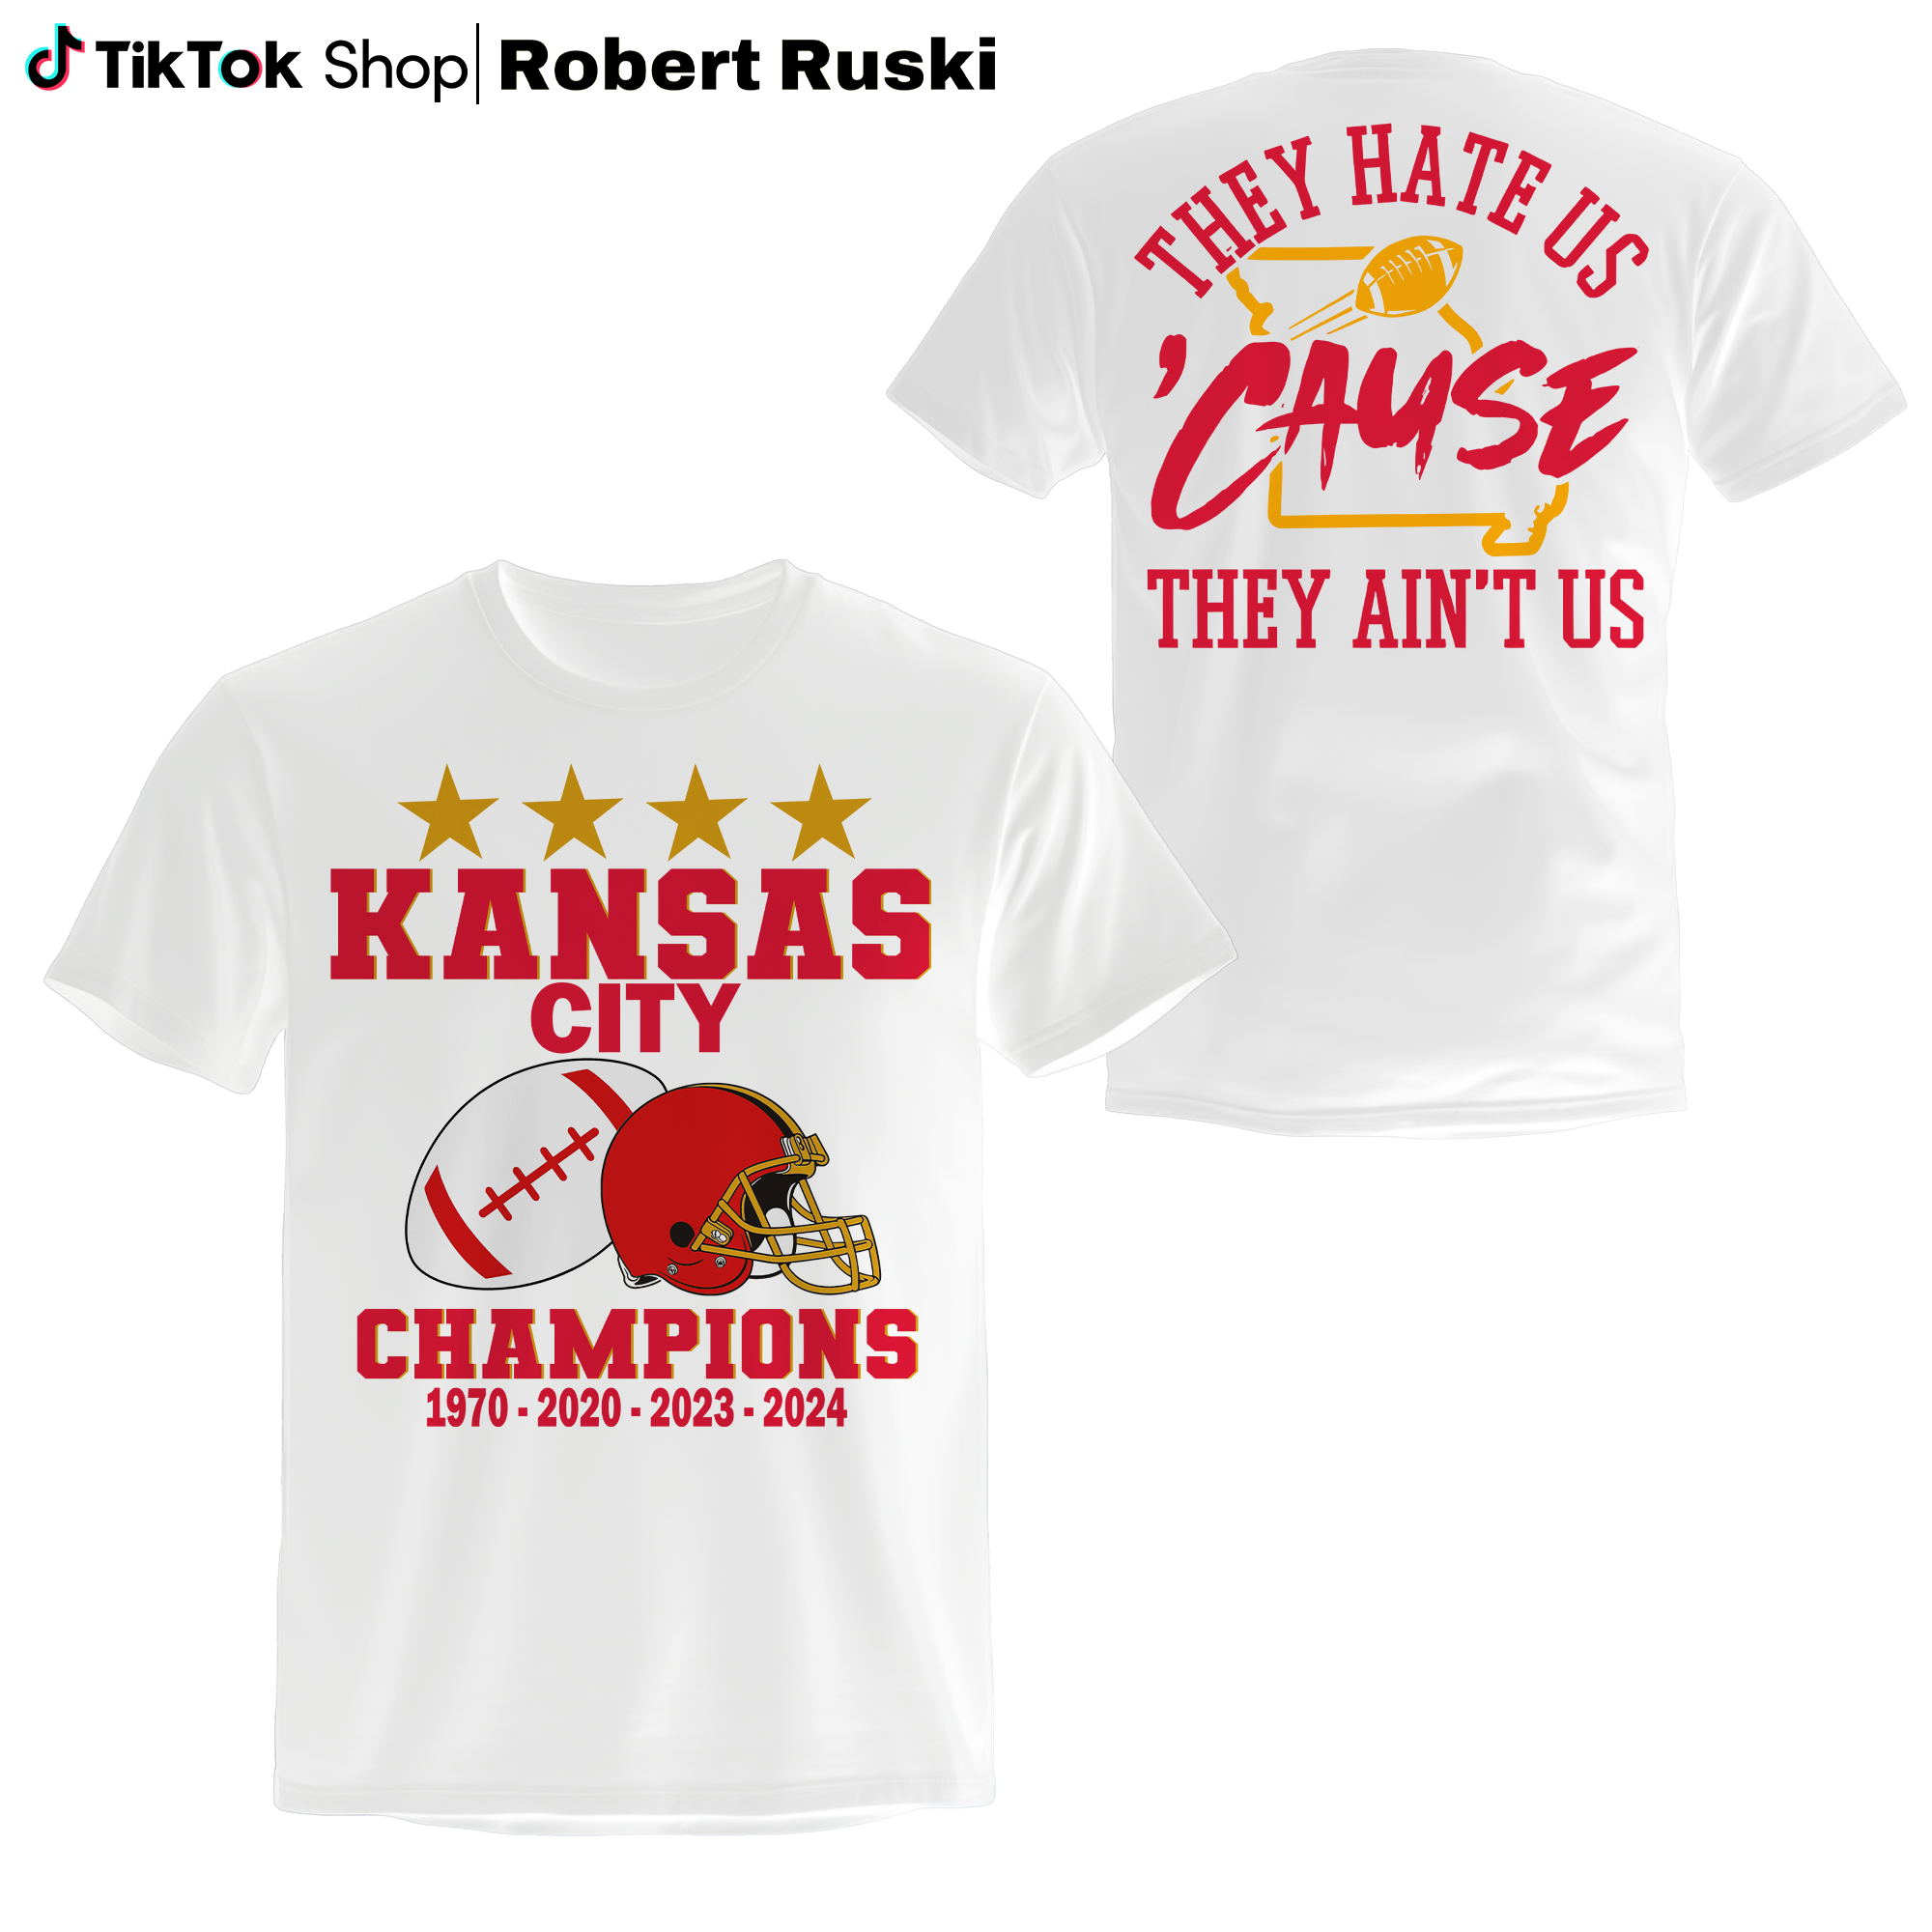 TikTok Shop | Robert Ruski
THEY HATE US
'CAUSE
THEY AIN'T US
KANSAS
CITY
CHAMPIONS
1970 - 2020 - 2023 - 2024